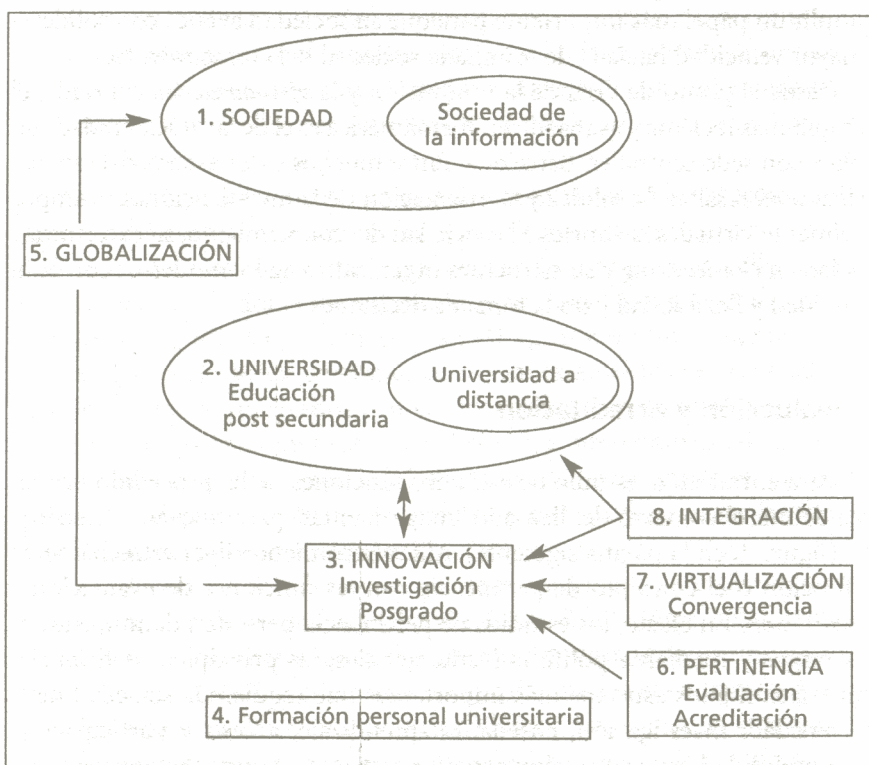 1. SOCIEDAD
Sociedad de
la información
5. GLOBALIZACIÓN
2. UNIVERSIDAD
Educación
post secundaria
Universidad a
distancia
8. INTEGRACIÓN
3. INNOVACIÓN
Investigación
Posgrado
7. VIRTUALIZACIÓN
Convergencia
6. PERTINENCIA
Evaluación
Acreditación
4. Formación personal universitaria